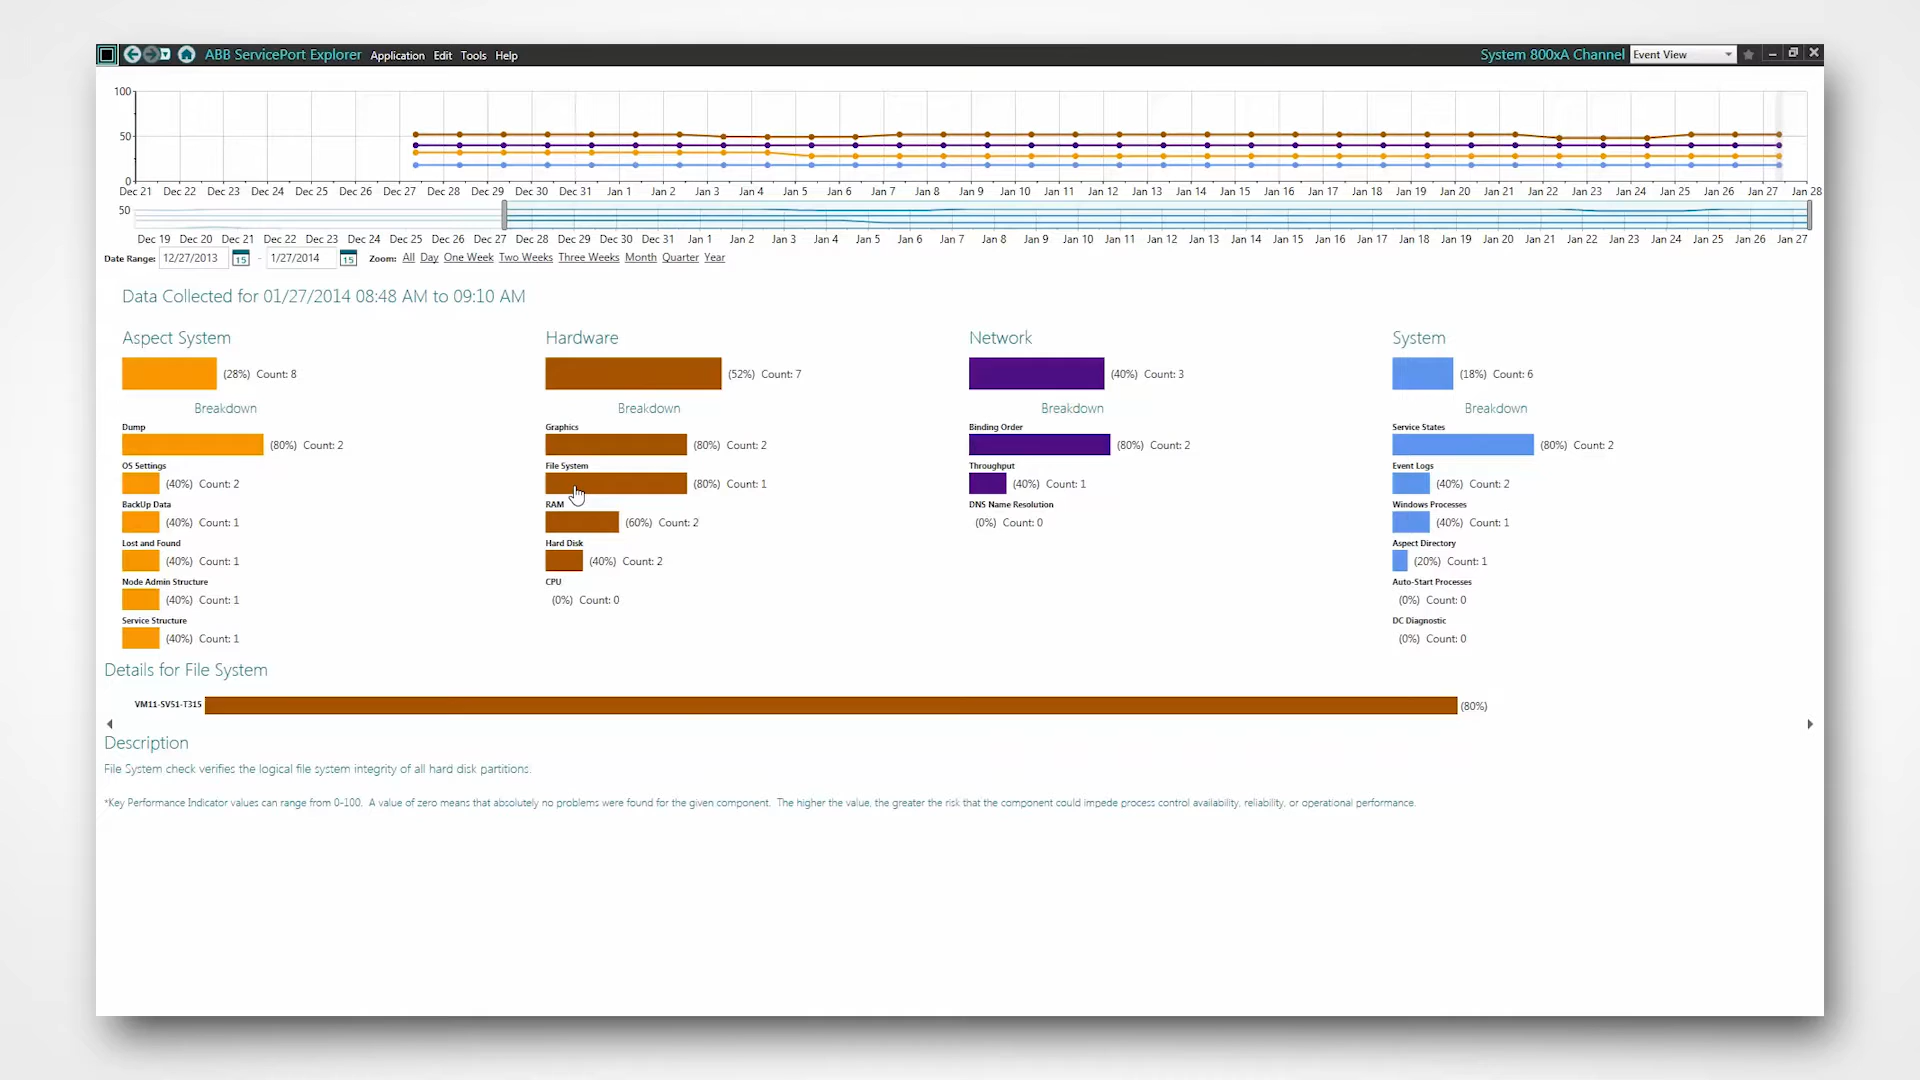 ABB ServicePort Explorer Application Edit Tools Help System 800xA Channel Event View
100
50
0
Dec 21 Dec 22 Dec 23 Dec 24 Dec 25 Dec 26 Dec 27 Dec 28 Dec 29 Dec 30 Dec 31 Jan 1 Jan 2 Jan 3 Jan 4 Jan 5 Jan 6 Jan 7 Jan 8 Jan 9 Jan 10 Jan 11 Jan 12 Jan 13 Jan 14 Jan 15 Jan 16 Jan 17 Jan 18 Jan 19 Jan 20 Jan 21 Jan 22 Jan 23 Jan 24 Jan 25 Jan 26 Jan 27 Jan 28
50
Dec 19 Dec 20 Dec 21 Dec 22 Dec 23 Dec 24 Dec 25 Dec 26 Dec 27 Dec 28 Dec 29 Dec 30 Dec 31 Jan 1 Jan 2 Jan 3 Jan 4 Jan 5 Jan 6 Jan 7 Jan 8 Jan 9 Jan 10 Jan 11 Jan 12 Jan 13 Jan 14 Jan 15 Jan 16 Jan 17 Jan 18 Jan 19 Jan 20 Jan 21 Jan 22 Jan 23 Jan 24 Jan 25 Jan 26 Jan 27
Date Range: 12/27/2013 15 - 1/27/2014 15 Zoom: All Day One Week Two Weeks Three Weeks Month Quarter Year
Data Collected for 01/27/2014 08:48 AM to 09:10 AM
Aspect System
(28%) Count: 8
Breakdown
Dump
(80%) Count: 2
OS Settings
(40%) Count: 2
BackUp Data
(40%) Count: 1
Lost and Found
(40%) Count: 1
Node Admin Structure
(40%) Count: 1
Service Structure
(40%) Count: 1
Hardware
(52%) Count: 7
Breakdown
Graphics
(80%) Count: 2
File System
(80%) Count: 1
RAM
(60%) Count: 2
Hard Disk
(40%) Count: 2
CPU
(0%) Count: 0
Network
(40%) Count: 3
Breakdown
Binding Order
(80%) Count: 2
Throughput
(40%) Count: 1
DNS Name Resolution
(0%) Count: 0
System
(18%) Count: 6
Breakdown
Service States
(80%) Count: 2
Event Logs
(40%) Count: 2
Windows Processes
(40%) Count: 1
Aspect Directory
(20%) Count: 1
Auto-Start Processes
(0%) Count: 0
DC Diagnostic
(0%) Count: 0
Details for File System
VM11-SV51-T315 (80%)
Description
File System check verifies the logical file system integrity of all hard disk partitions.
*Key Performance Indicator values can range from 0-100. A value of zero means that absolutely no problems were found for the given component. The higher the value, the greater the risk that the component could impede process control availability, reliability, or operational performance.